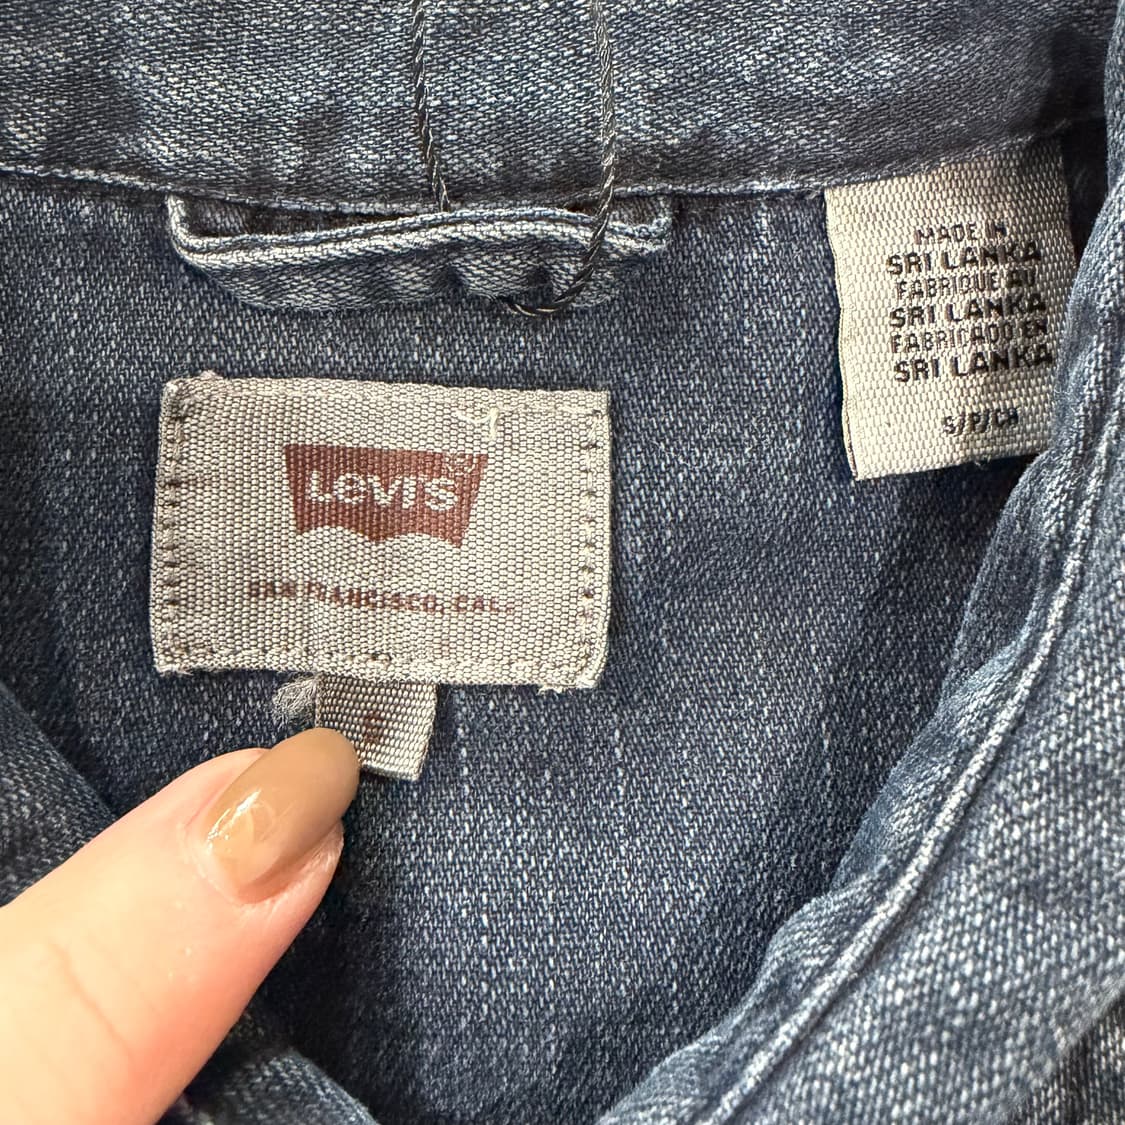 MADE IN
SRI LANKA
FABRIQUE AU
SRI LANKA
FABRICADO EN
SRI LANKA
S/P/CH
Levi's
SAN FRANCISCO, CAL.